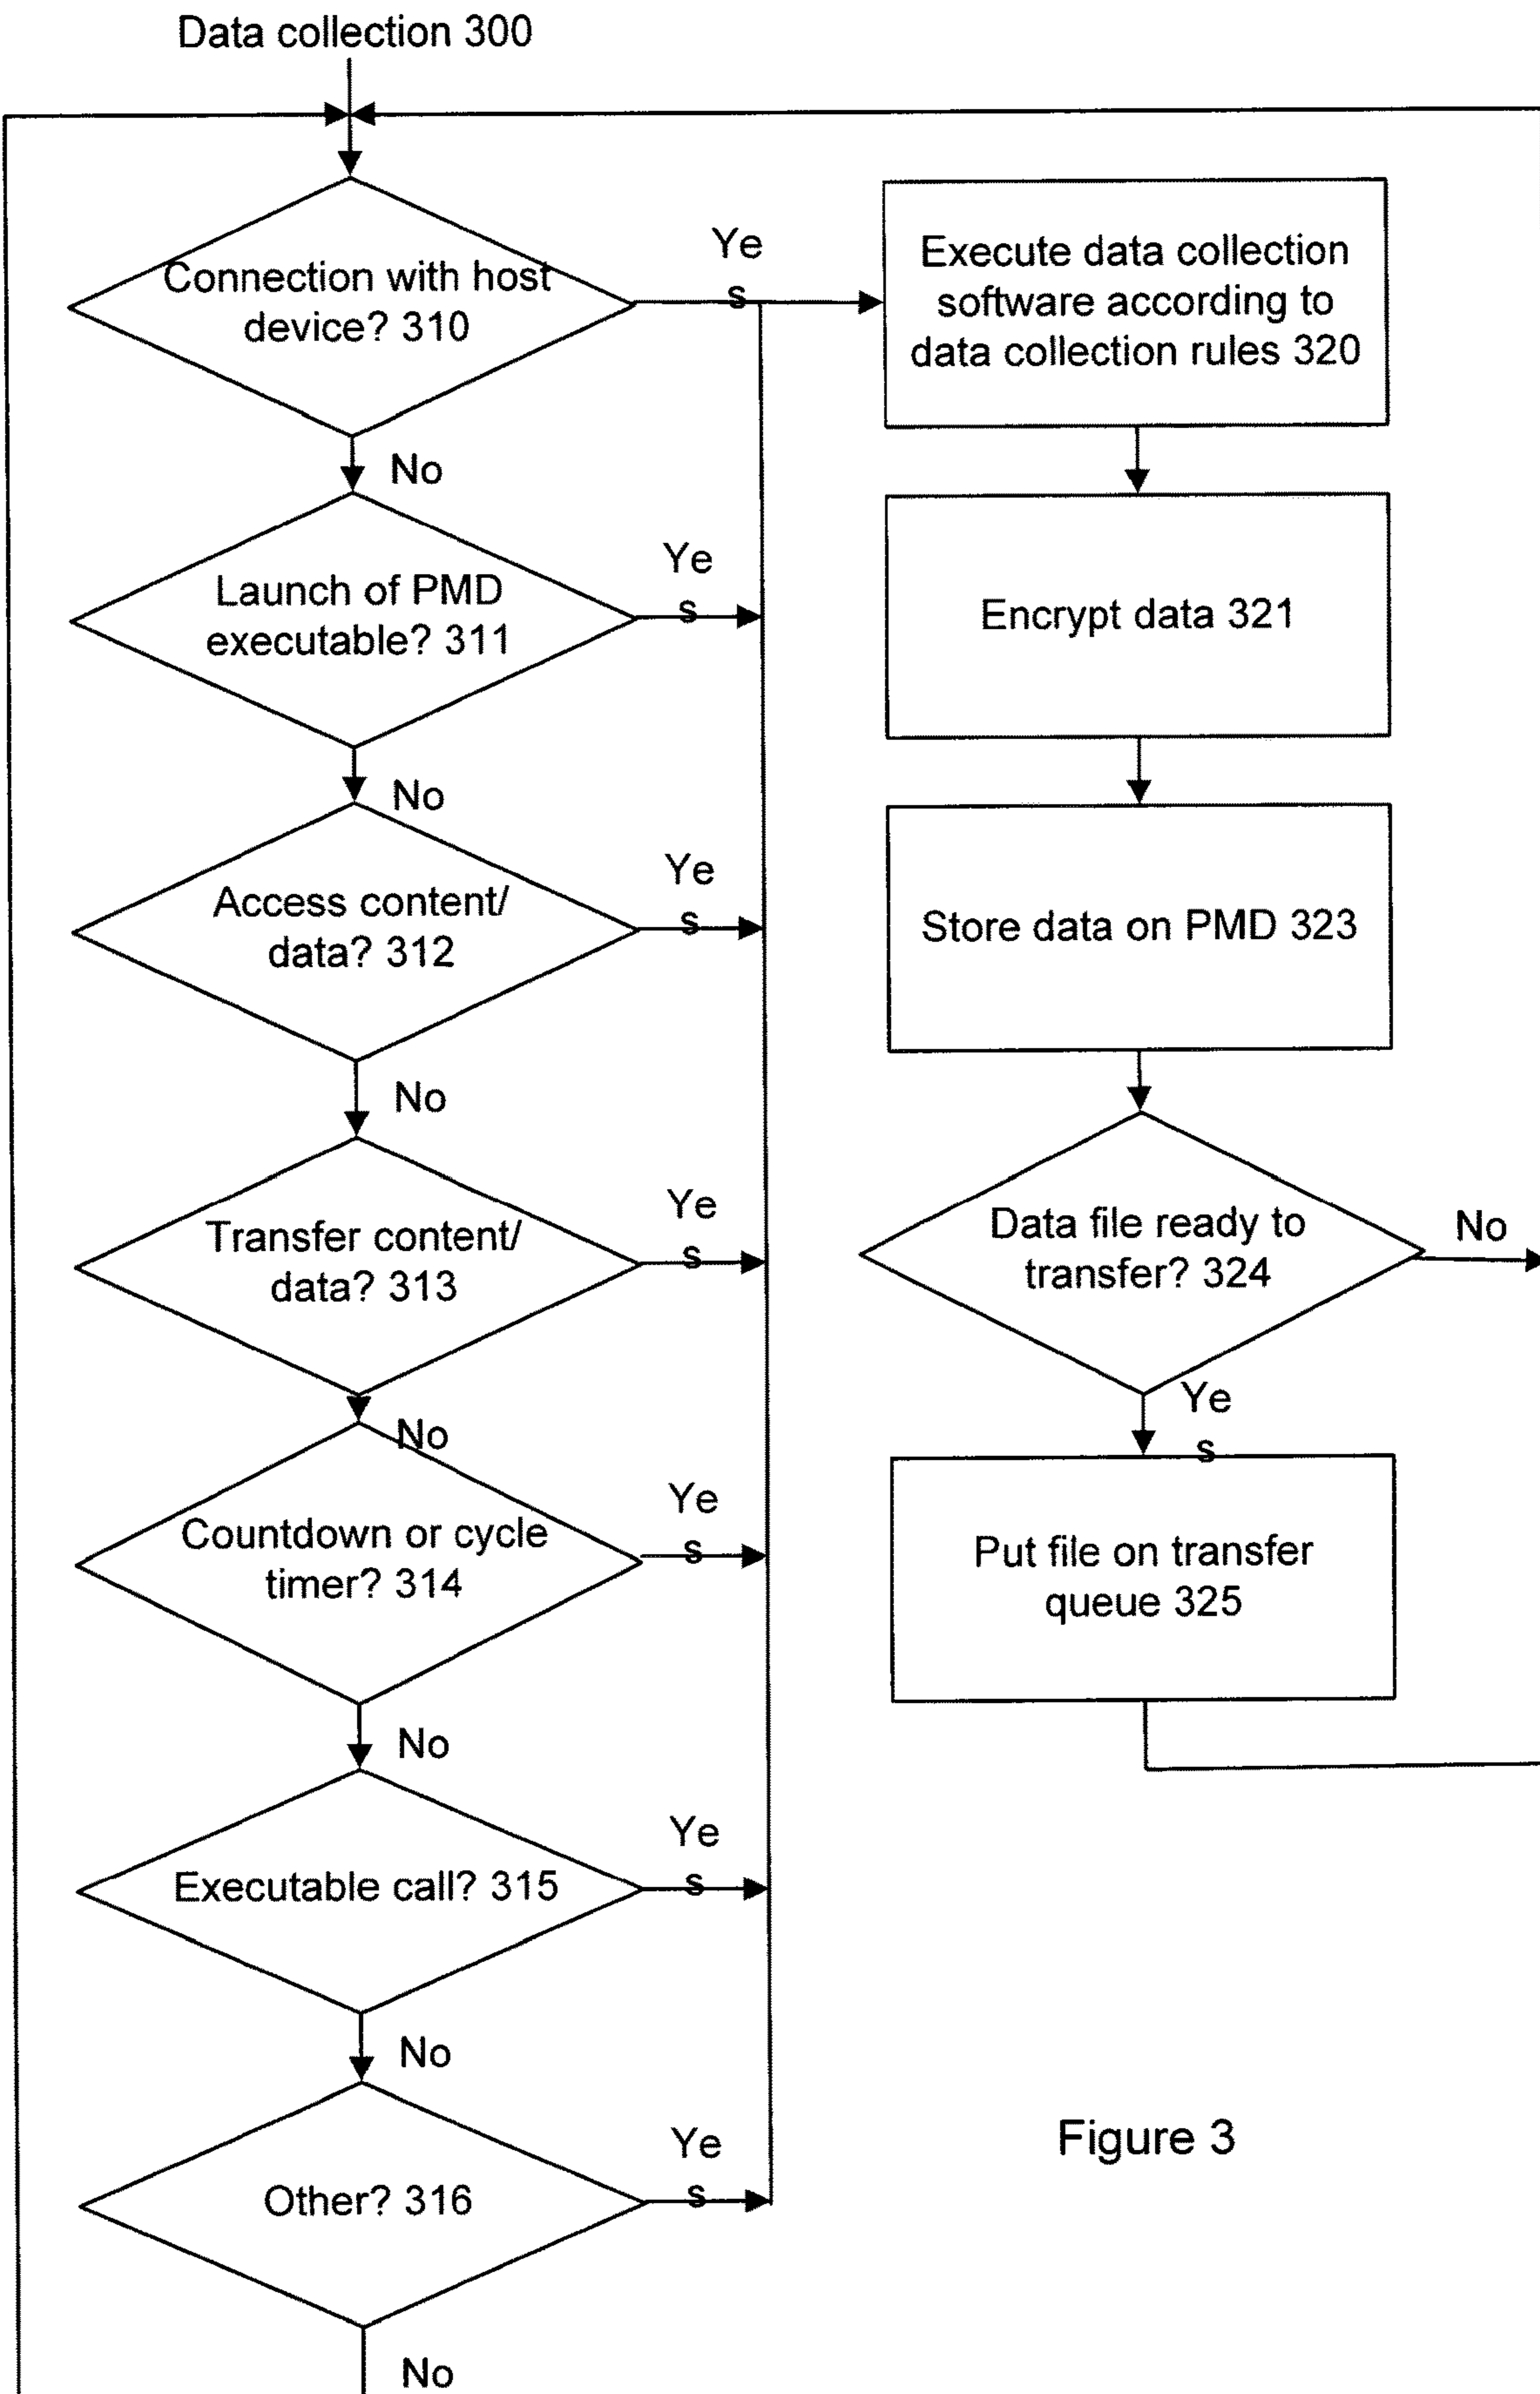 Data collection 300
Connection with host
device? 310
Ye
s
No
Launch of PMD
executable? 311
Ye
s
No
Access content/
data? 312
Ye
s
No
Transfer content/
data? 313
Ye
s
No
Countdown or cycle
timer? 314
Ye
s
No
Executable call? 315
Ye
s
No
Other? 316
Ye
s
No
Execute data collection
software according to
data collection rules 320
Encrypt data 321
Store data on PMD 323
Data file ready to
transfer? 324
No
Ye
s
Put file on transfer
queue 325
Figure 3